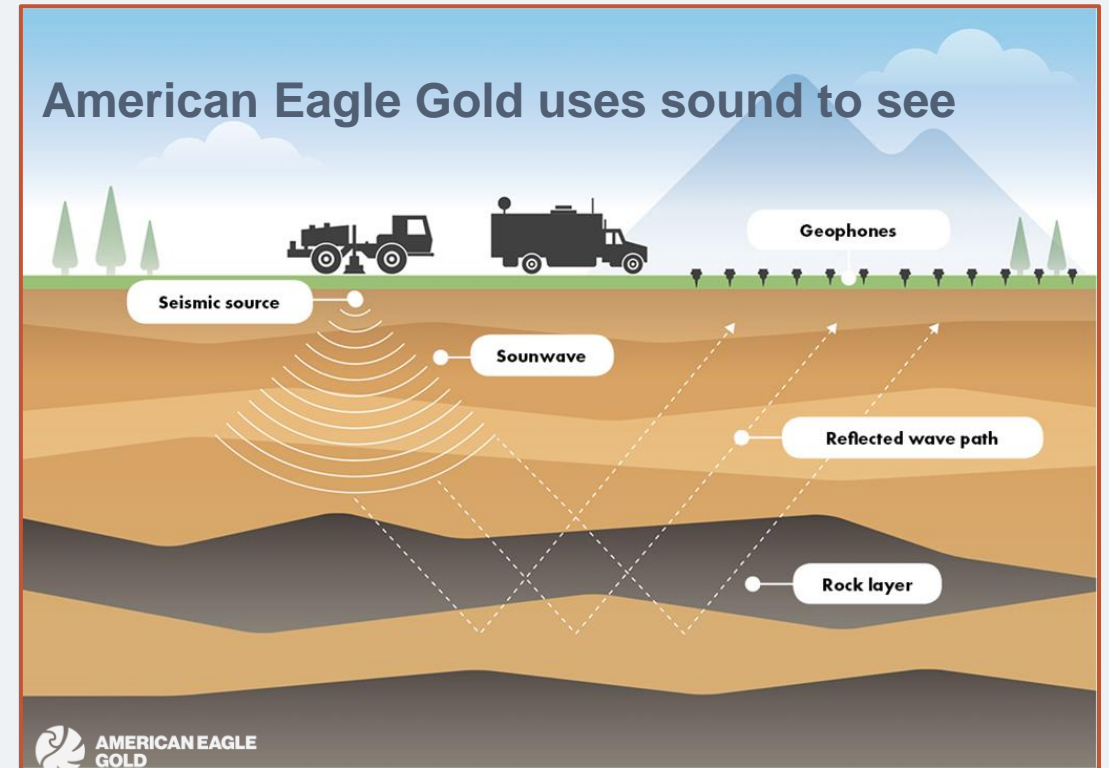 American Eagle Gold uses sound to see
Geophones
Seismic source
Sounwave
Reflected wave path
Rock layer
AMERICAN EAGLE
GOLD